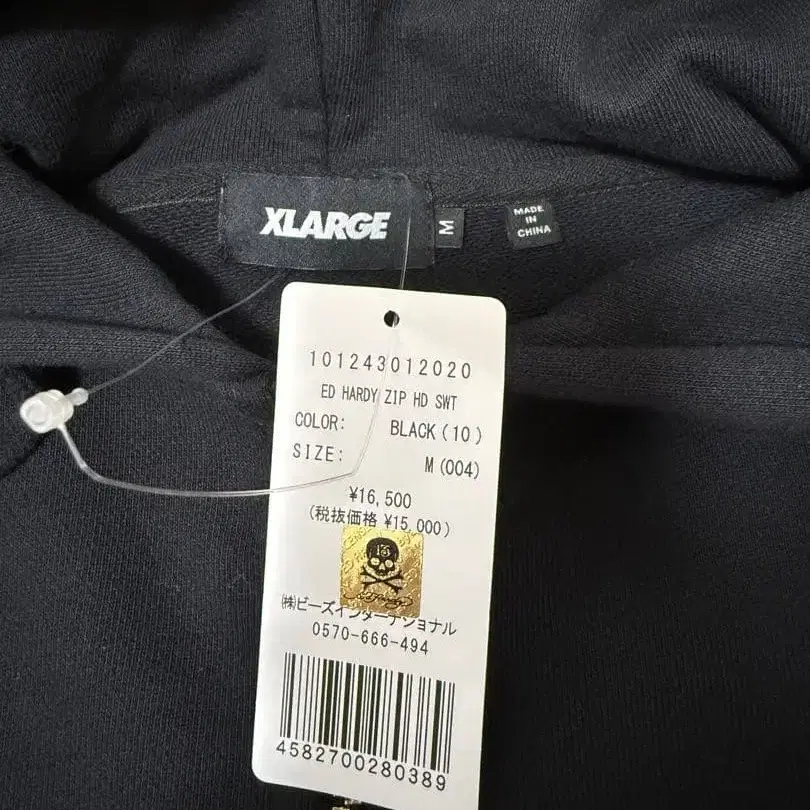 XLARGE
M
MADE
IN
CHINA
101243012020
ED HARDY ZIP HD SWT
COLOR: BLACK(10)
SIZE: M(004)
¥16,500
(税抜価格 ¥15,000)
㈱ビーズインターナショナル
0570-666-494
4582700280389